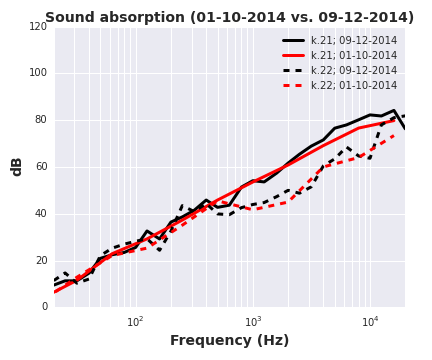 Sound absorption (01-10-2014 vs. 09-12-2014)
120
100
80
60
40
20
0
dB
k.21; 09-12-2014
k.21; 01-10-2014
k.22; 09-12-2014
k.22; 01-10-2014
10² 10³ 10⁴
Frequency (Hz)